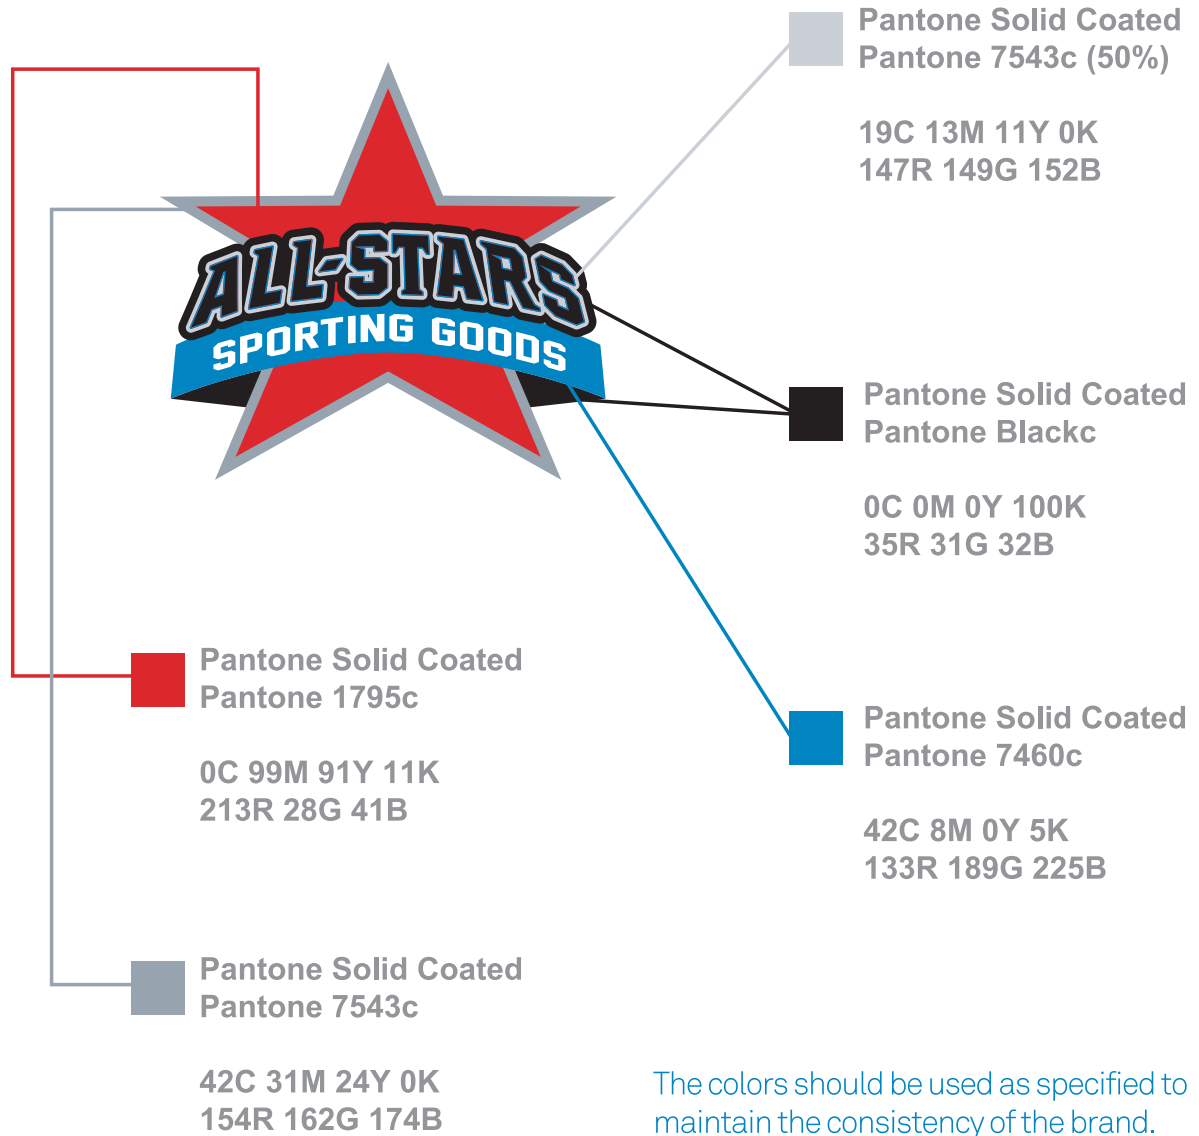 ALL-STARS
SPORTING GOODS
Pantone Solid Coated
Pantone 7543c (50%)
19C 13M 11Y 0K
147R 149G 152B
Pantone Solid Coated
Pantone Blackc
0C 0M 0Y 100K
35R 31G 32B
Pantone Solid Coated
Pantone 1795c
0C 99M 91Y 11K
213R 28G 41B
Pantone Solid Coated
Pantone 7460c
42C 8M 0Y 5K
133R 189G 225B
Pantone Solid Coated
Pantone 7543c
42C 31M 24Y 0K
154R 162G 174B
The colors should be used as specified to
maintain the consistency of the brand.